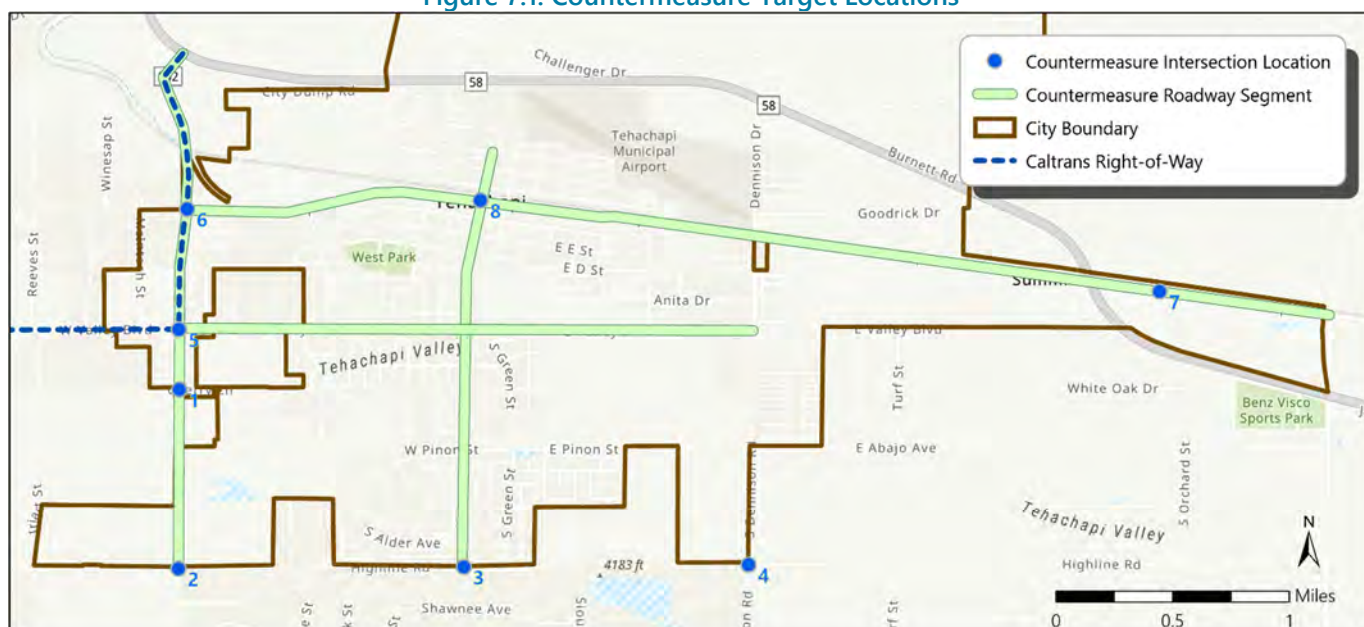 Figure 7.1: Countermeasure Target Locations
Countermeasure Intersection Location
Countermeasure Roadway Segment
City Boundary
Caltrans Right-of-Way
Challenger Dr
58
City Dump Rd
58
Winesap St
Tehachapi
Municipal
Airport
Dennison Dr
Burnett Rd
Goodrick Dr
6
8
Reeves St
West Park
E E St
E D St
Anita Dr
7
5
E Valley Blvd
Tehachapi Valley
S Green St
Turf St
1
White Oak Dr
Benz Visco
Sports Park
W Pinon St
E Pinon St
E Abajo Ave
S Green St
S Dennison Rd
S Orchard St
Tehachapi Valley
S Alder Ave
Highline Rd
4183 ft
Highline Rd
2
3
4
Shawnee Ave
N
Miles
0
0.5
1